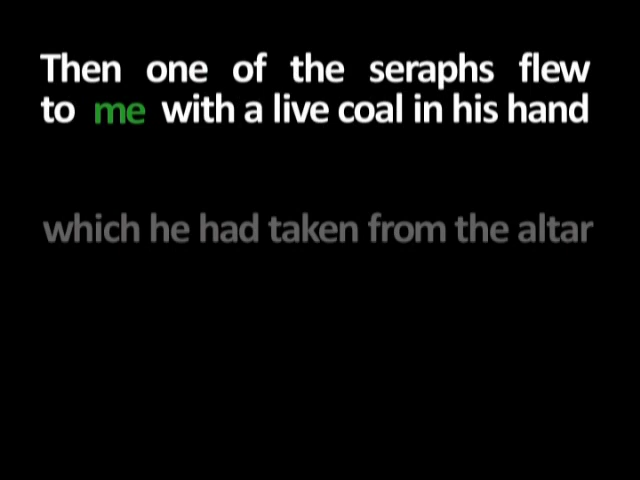 Then one of the seraphs flew
to me with a live coal in his hand
which he had taken from the altar